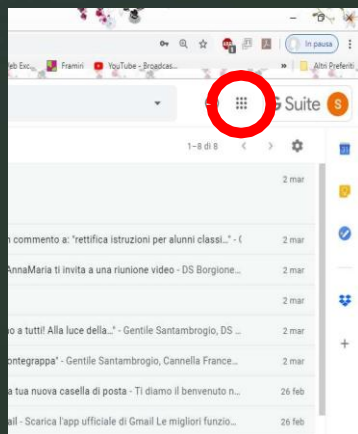 In pausa
Framiri YouTube - Broadcas... » Altri Preferiti
Suite S
1–8 di 8
2 mar
commento a: "rettifica istruzioni per alunni classi..." - 2 mar
AnnaMaria ti invita a una riunione video - DS Borgione... 2 mar
2 mar
a tutti! Alla luce della..." - Gentile Santambrogio, DS ... 2 mar
ontegrappa" - Gentile Santambrogio, Cannella France... 2 mar
a tua nuova casella di posta - Ti diamo il benvenuto n... 26 feb
ail - Scarica l'app ufficiale di Gmail Le migliori funzio... 26 feb